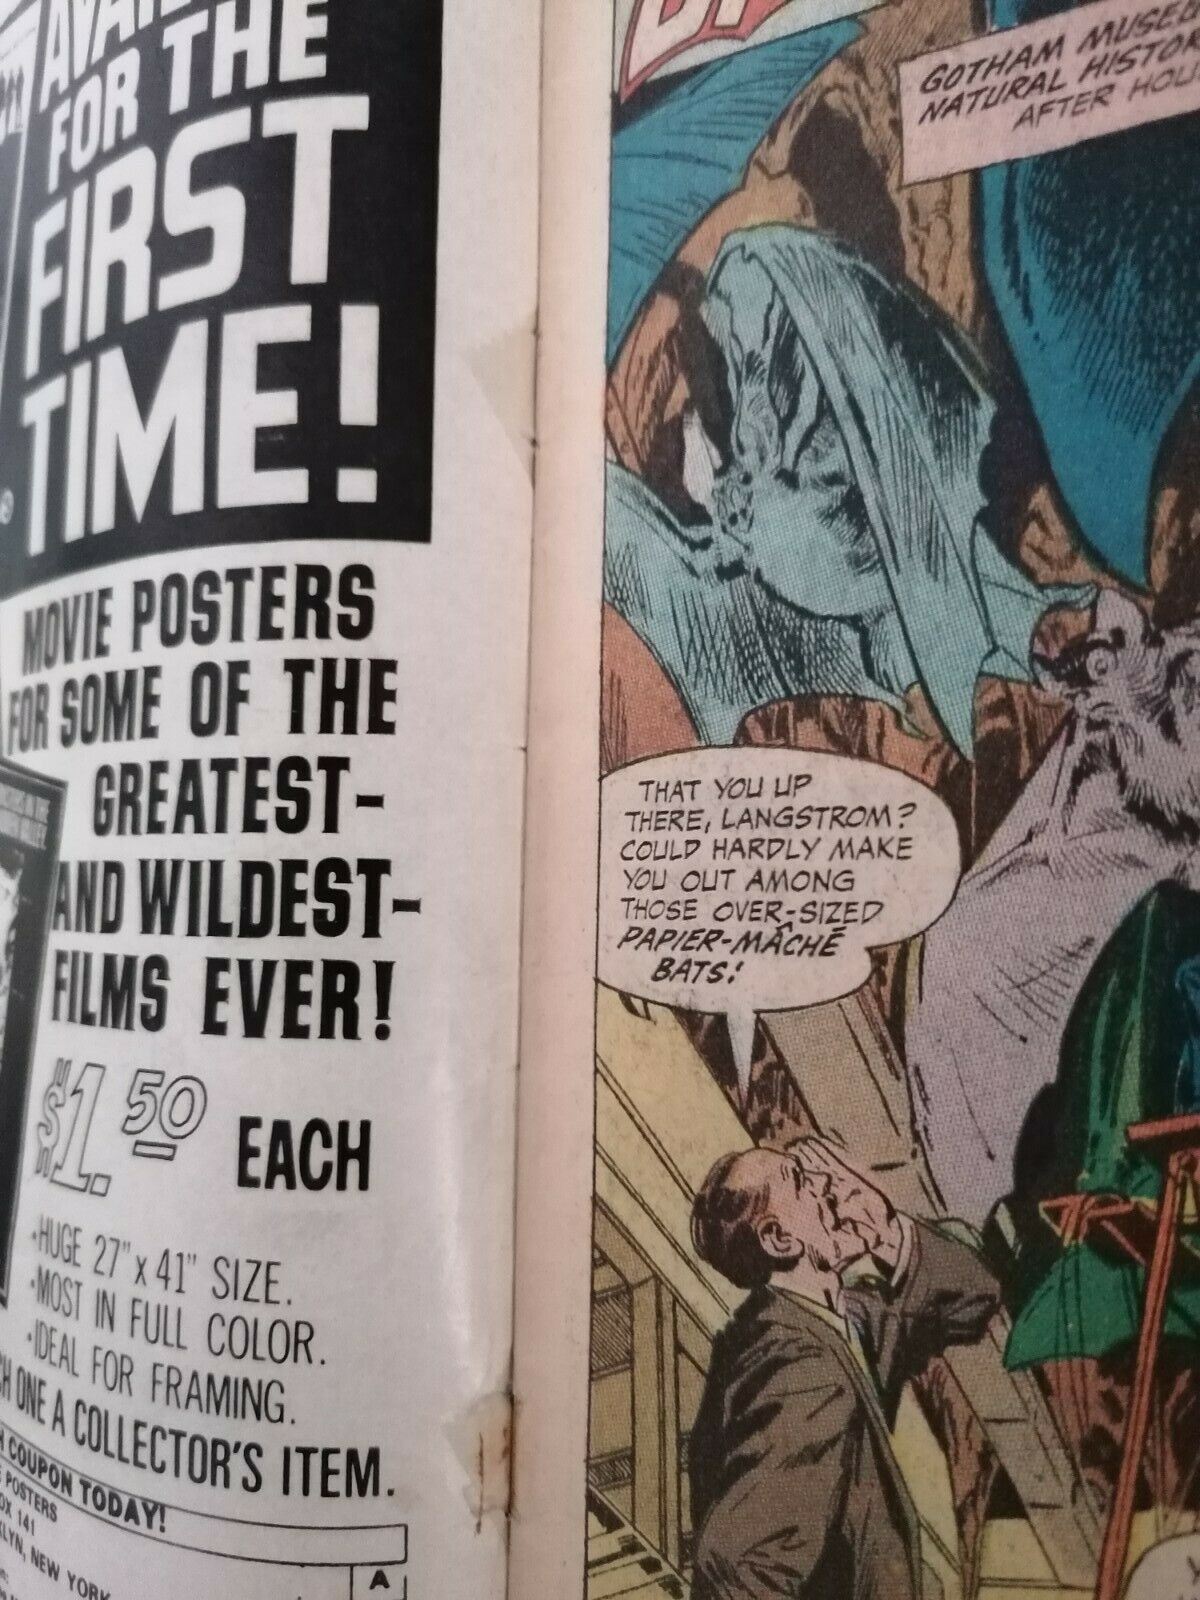 FOR THE
FIRST
TIME!
MOVIE POSTERS
FOR SOME OF THE
GREATEST-
AND WILDEST-
FILMS EVER!
$1.50 EACH
•HUGE 27" x 41" SIZE.
•MOST IN FULL COLOR.
•IDEAL FOR FRAMING.
ONE A COLLECTOR'S ITEM.
COUPON TODAY!
POSTERS
141
NEW YORK
A
GOTHAM
NATURAL
AFTER
THAT YOU UP
THERE, LANGSTROM?
COULD HARDLY MAKE
YOU OUT AMONG
THOSE OVER-SIZED
PAPIER-MÂCHÉ
BATS!